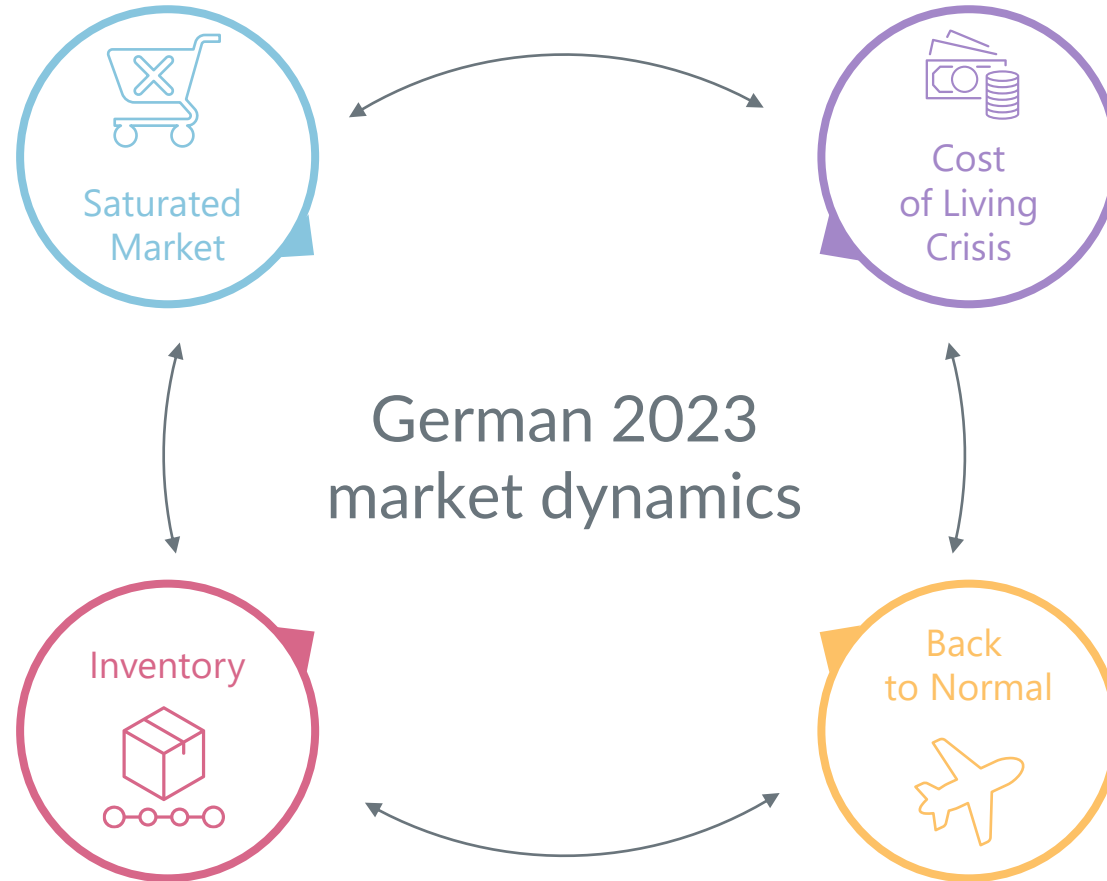 Saturated
Market
Cost
of Living
Crisis
German 2023
market dynamics
Inventory
Back
to Normal